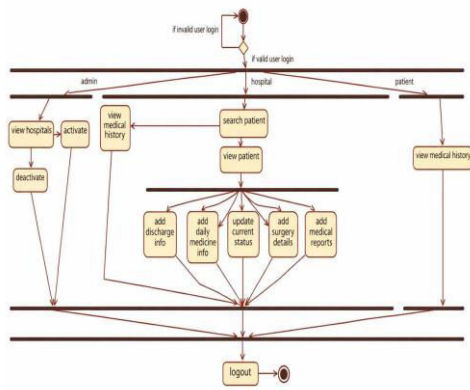 if invalid user login
if valid user login
admin
hospital
patient
view hospitals
activate
view
medical
history
search patient
view medical history
view patient
deactivate
add
discharge
info
add
daily
medicine
info
update
current
status
add
surgery
details
add
medical
reports
logout